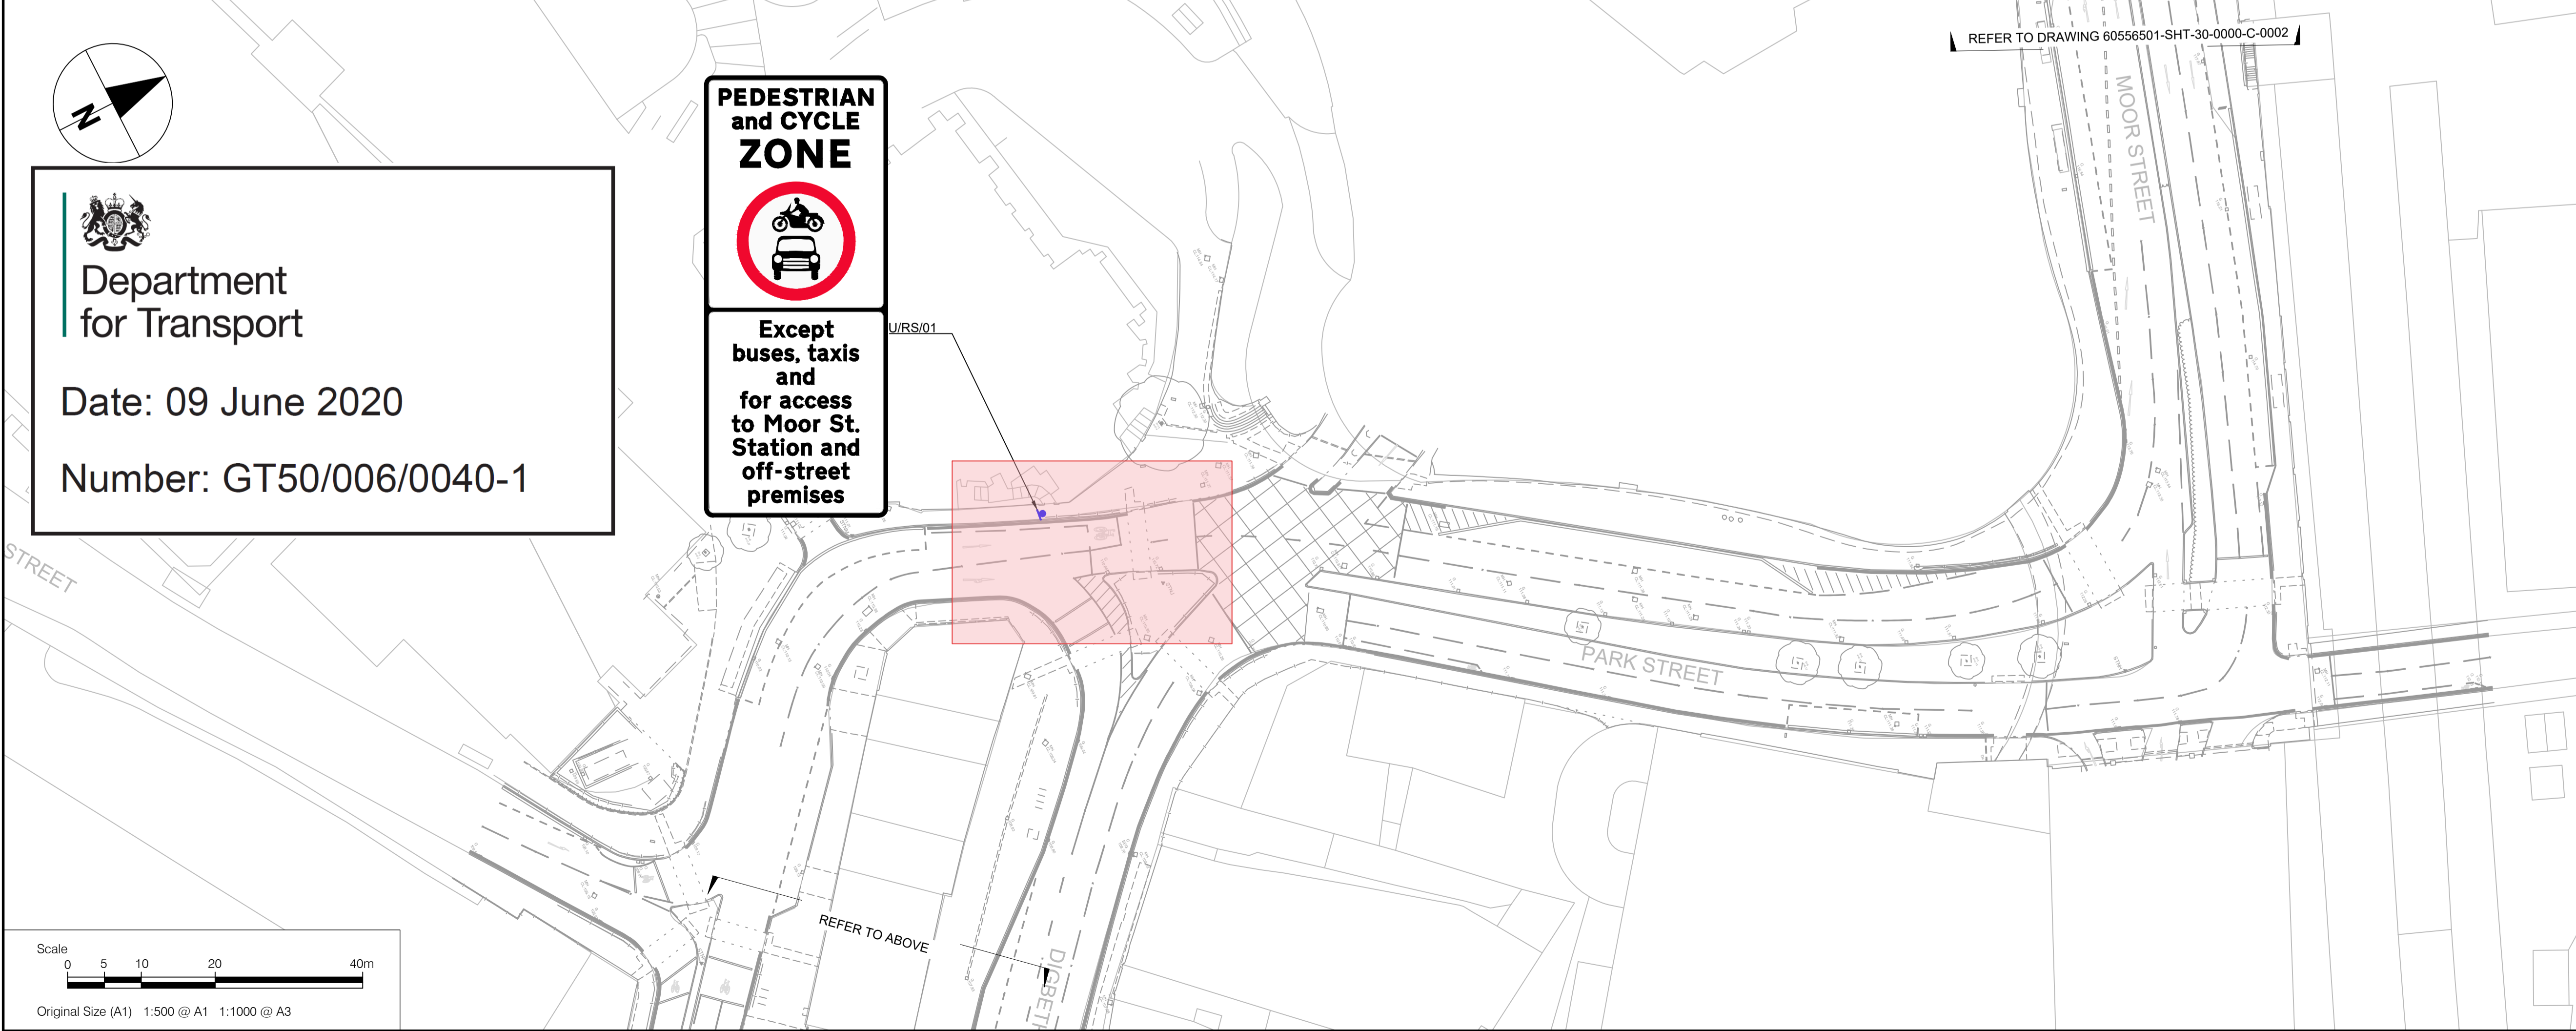 REFER TO DRAWING 60556501-SHT-30-0000-C-0002
N
PEDESTRIAN
and CYCLE
ZONE
Except
buses, taxis
and
for access
to Moor St.
Station and
off-street
premises
U/RS/01
Department
for Transport
Date: 09 June 2020
Number: GT50/006/0040-1
MOOR STREET
STREET
PARK STREET
REFER TO ABOVE
DIGBETH
Scale
0 5 10 20 40m
Original Size (A1) 1:500 @ A1 1:1000 @ A3